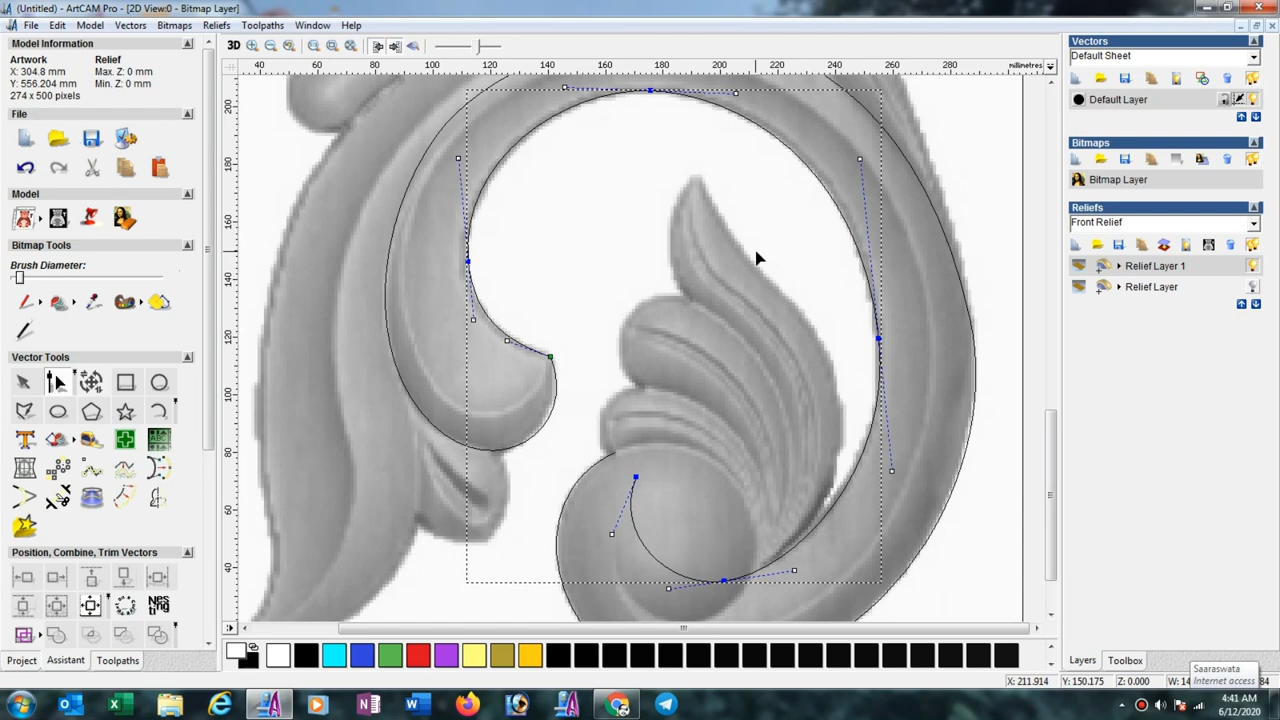 (Untitled) - ArtCAM Pro - [2D View:0 - Bitmap Layer]
File Edit Model Vectors Bitmaps Reliefs Toolpaths Window Help
Model Information
Artwork Relief
X: 304.8 mm Max. Z: 0 mm
Y: 556.204 mm Min. Z: 0 mm
274 x 500 pixels
File
Model
Bitmap Tools
Brush Diameter:
Vector Tools
Position, Combine, Trim Vectors
Project Assistant Toolpaths
3D
40 60 80 100 120 140 160 180 200 220 240 260 280 millimetres
200
180
160
140
120
100
80
60
40
Vectors
Default Sheet
Default Layer
Bitmaps
Bitmap Layer
Reliefs
Front Relief
Relief Layer 1
Relief Layer
Layers Toolbox
Saaraswata
Internet access
X: 211.914 Y: 150.175 Z: 0.000 W: 14
84
4:41 AM
6/12/2020